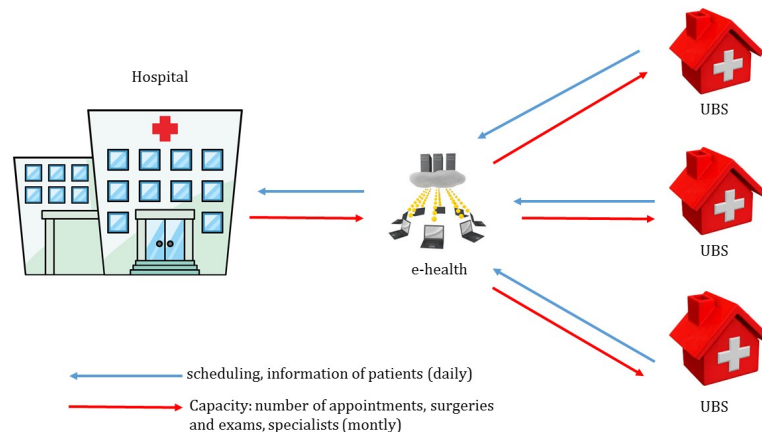 Hospital
UBS
UBS
e-health
UBS
scheduling, information of patients (daily)
Capacity: number of appointments, surgeries
and exams, specialists (montly)